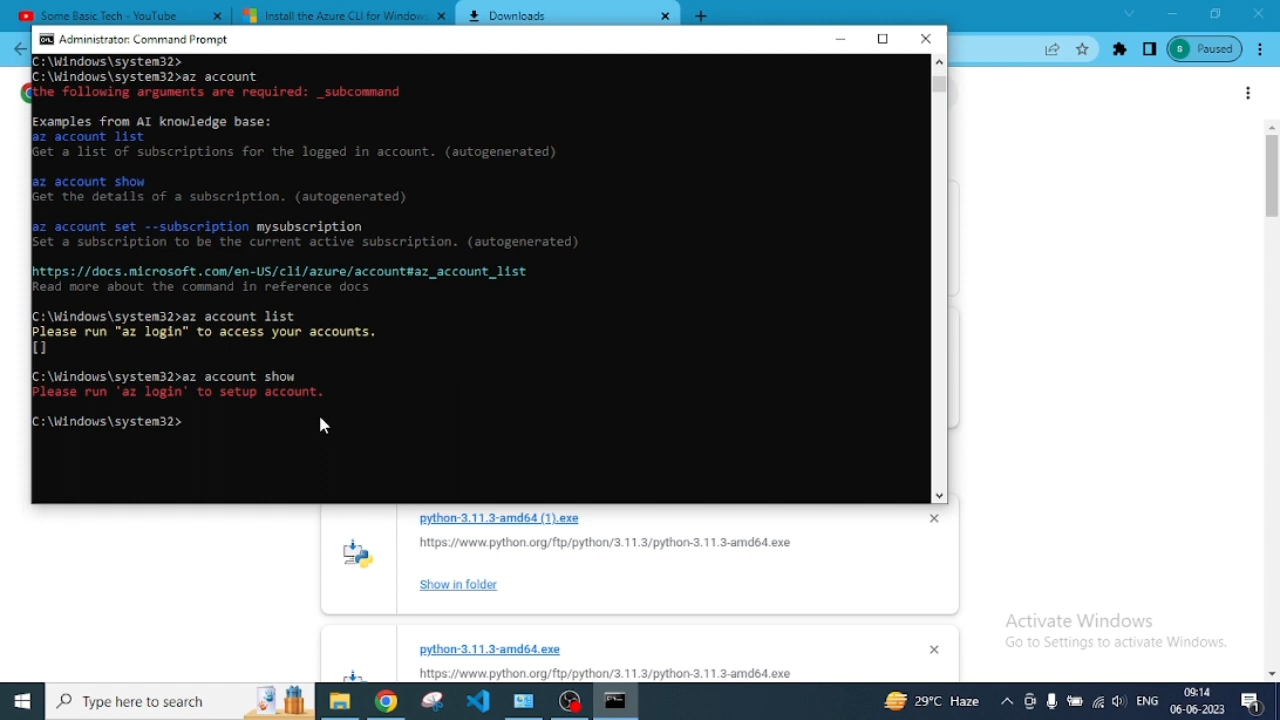 Some Basic Tech - YouTube
Install the Azure CLI for Windows
Downloads
Administrator: Command Prompt
S Paused
C:\Windows\system32>
C:\Windows\system32>az account
the following arguments are required: _subcommand
Examples from AI knowledge base:
az account list
Get a list of subscriptions for the logged in account. (autogenerated)
az account show
Get the details of a subscription. (autogenerated)
az account set --subscription mysubscription
Set a subscription to be the current active subscription. (autogenerated)
https://docs.microsoft.com/en-US/cli/azure/account#az_account_list
Read more about the command in reference docs
C:\Windows\system32>az account list
Please run "az login" to access your accounts.
[]
C:\Windows\system32>az account show
Please run 'az login' to setup account.
C:\Windows\system32>
python-3.11.3-amd64 (1).exe
https://www.python.org/ftp/python/3.11.3/python-3.11.3-amd64.exe
Show in folder
Activate Windows
Go to Settings to activate Windows.
python-3.11.3-amd64.exe
https://www.python.org/ftp/python/3.11.3/python-3.11.3-amd64.exe
Type here to search
29°C Haze
ENG
09:14
06-06-2023
1